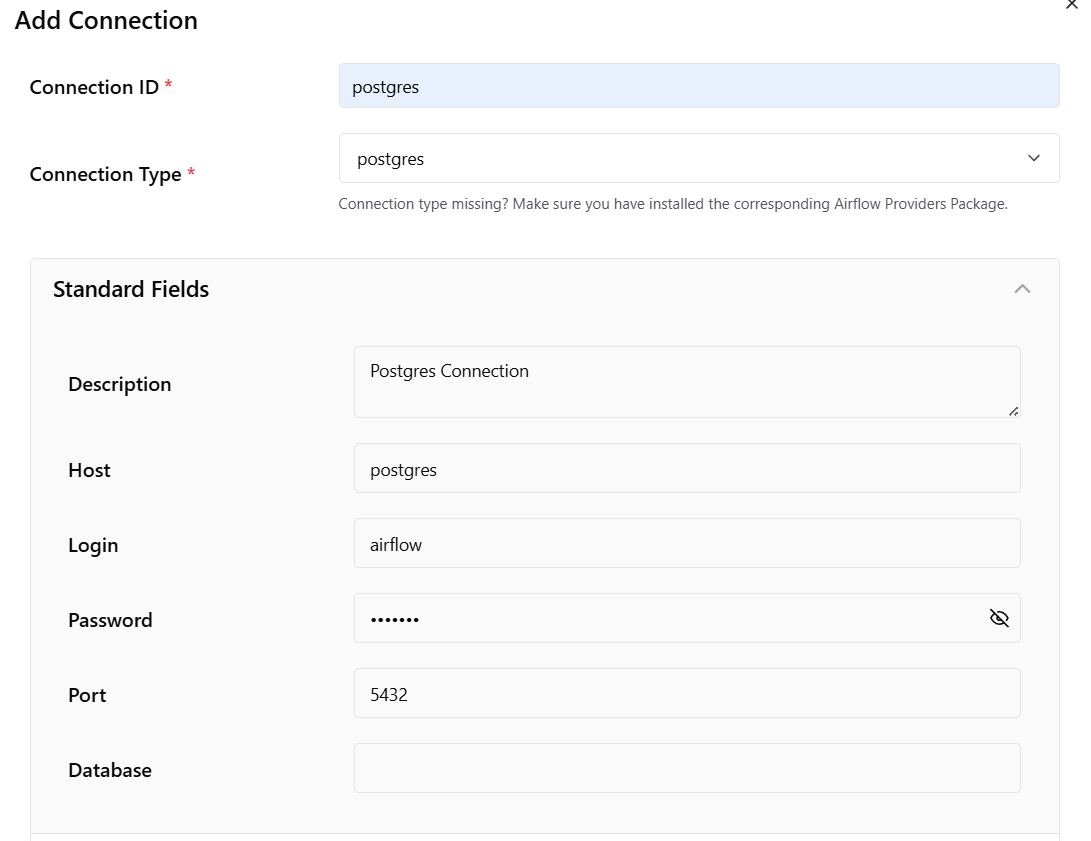 Add Connection
Connection ID *
postgres
Connection Type *
postgres
Connection type missing? Make sure you have installed the corresponding Airflow Providers Package.
Standard Fields
Description
Postgres Connection
Host
postgres
Login
airflow
Password
•••••••
Port
5432
Database